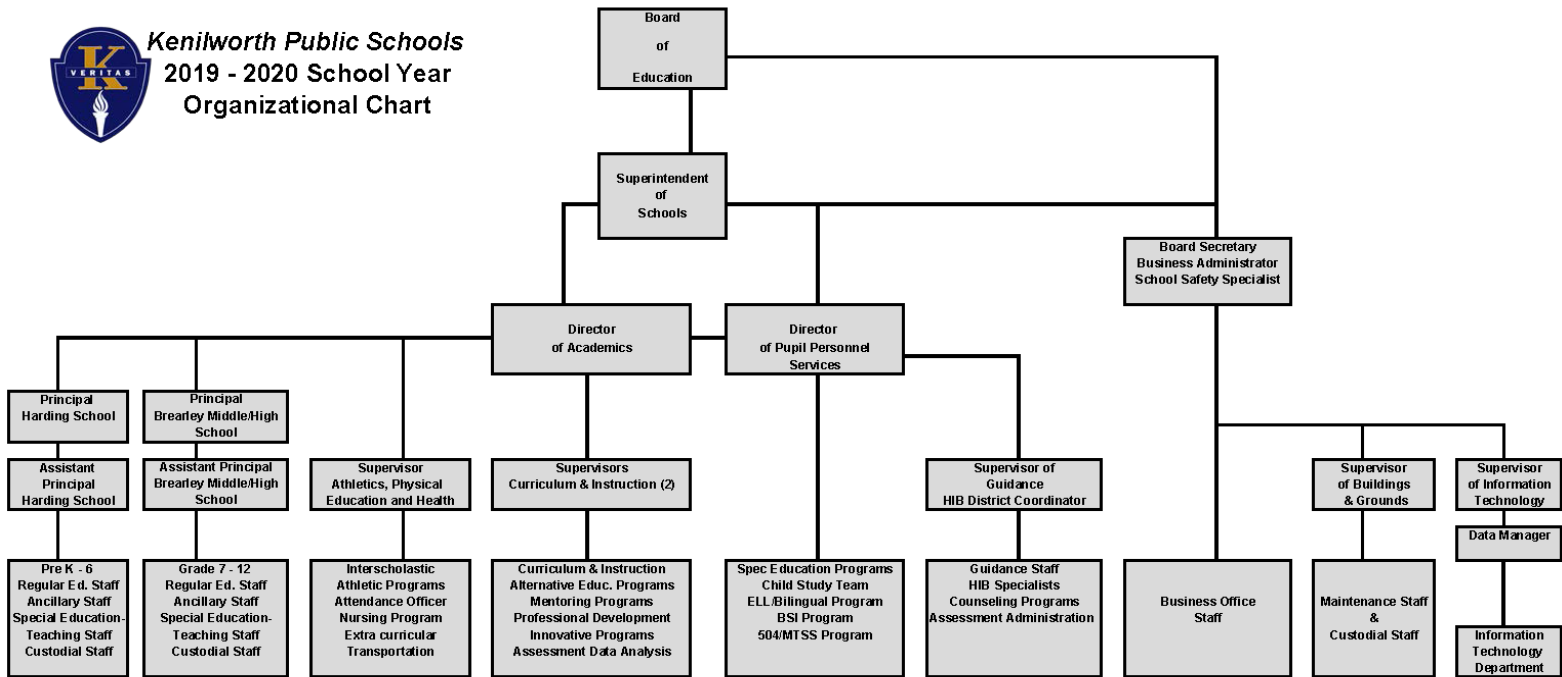 Kenilworth Public Schools
2019 - 2020 School Year
Organizational Chart
K
VERITAS
Board
of
Education
Superintendent
of
Schools
Board Secretary
Business Administrator
School Safety Specialist
Director
of Academics
Director
of Pupil Personnel
Services
Principal
Harding School
Principal
Brearley Middle/High
School
Assistant
Principal
Harding School
Assistant Principal
Brearley Middle/High
School
Supervisor
Athletics, Physical
Education and Health
Supervisors
Curriculum & Instruction (2)
Supervisor of
Guidance
HIB District Coordinator
Supervisor
of Buildings
& Grounds
Supervisor
of Information
Technology
Data Manager
Pre K - 6
Regular Ed. Staff
Ancillary Staff
Special Education-
Teaching Staff
Custodial Staff
Grade 7 - 12
Regular Ed. Staff
Ancillary Staff
Special Education-
Teaching Staff
Custodial Staff
Interscholastic
Athletic Programs
Attendance Officer
Nursing Program
Extra curricular
Transportation
Curriculum & Instruction
Alternative Educ. Programs
Mentoring Programs
Professional Development
Innovative Programs
Assessment Data Analysis
Spec Education Programs
Child Study Team
ELL/Bilingual Program
BSI Program
504/MTSS Program
Guidance Staff
HIB Specialists
Counseling Programs
Assessment Administration
Business Office
Staff
Maintenance Staff
&
Custodial Staff
Information
Technology
Department